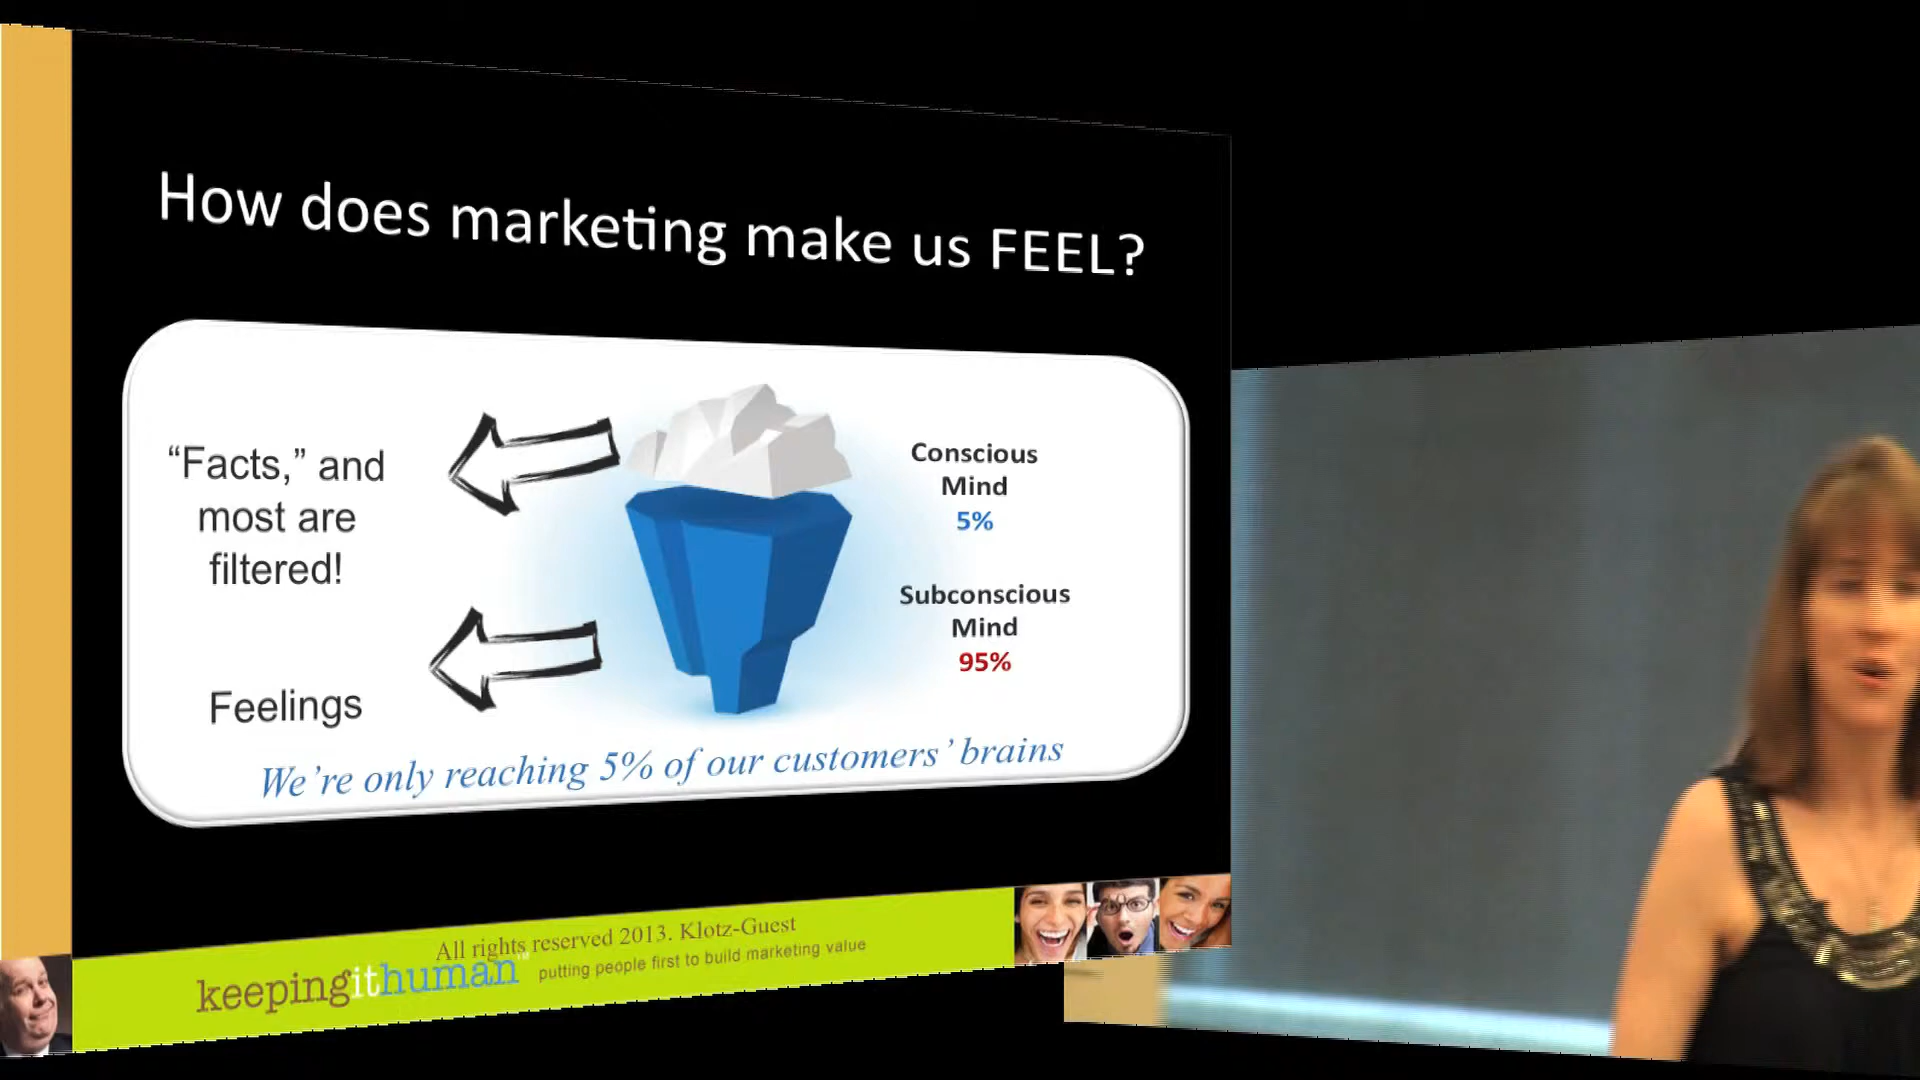 How does marketing make us FEEL?
“Facts,” and
most are
filtered!
Conscious
Mind
5%
Subconscious
Mind
95%
Feelings
We’re only reaching 5% of our customers’ brains
All rights reserved 2013. Klotz-Guest
keepingithuman™ putting people first to build marketing value